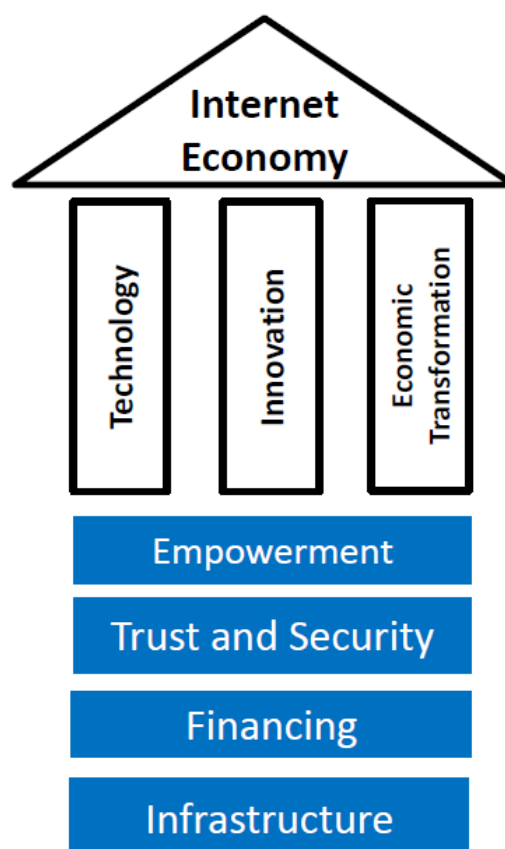 Internet
Economy
Technology
Innovation
Economic
Transformation
Empowerment
Trust and Security
Financing
Infrastructure